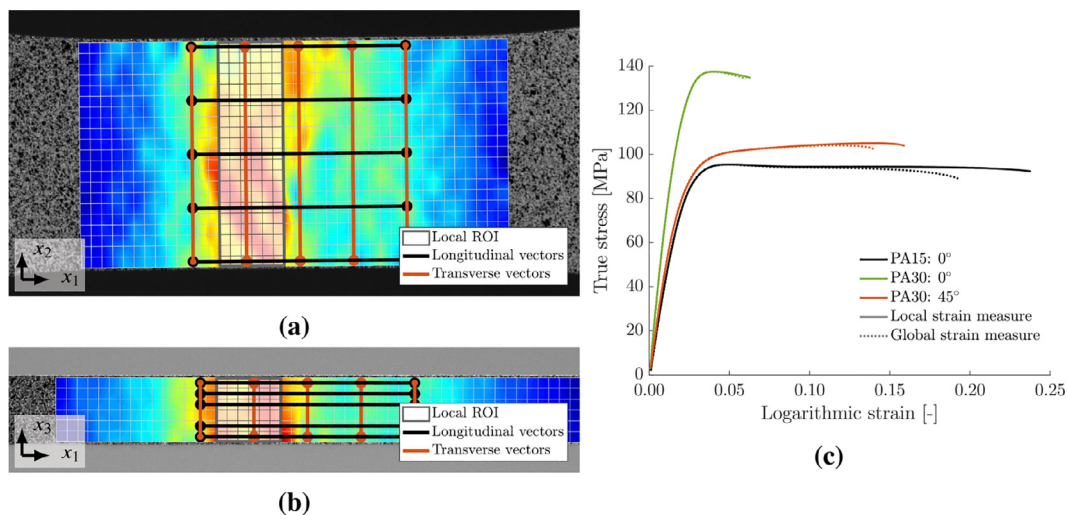 x₂
x₁
Local ROI
Longitudinal vectors
Transverse vectors
(a)
x₃
x₁
Local ROI
Longitudinal vectors
Transverse vectors
(b)
True stress [MPa]
140
120
100
80
60
40
20
0
PA15: 0°
PA30: 0°
PA30: 45°
Local strain measure
Global strain measure
0.00 0.05 0.10 0.15 0.20 0.25
Logarithmic strain [-]
(c)